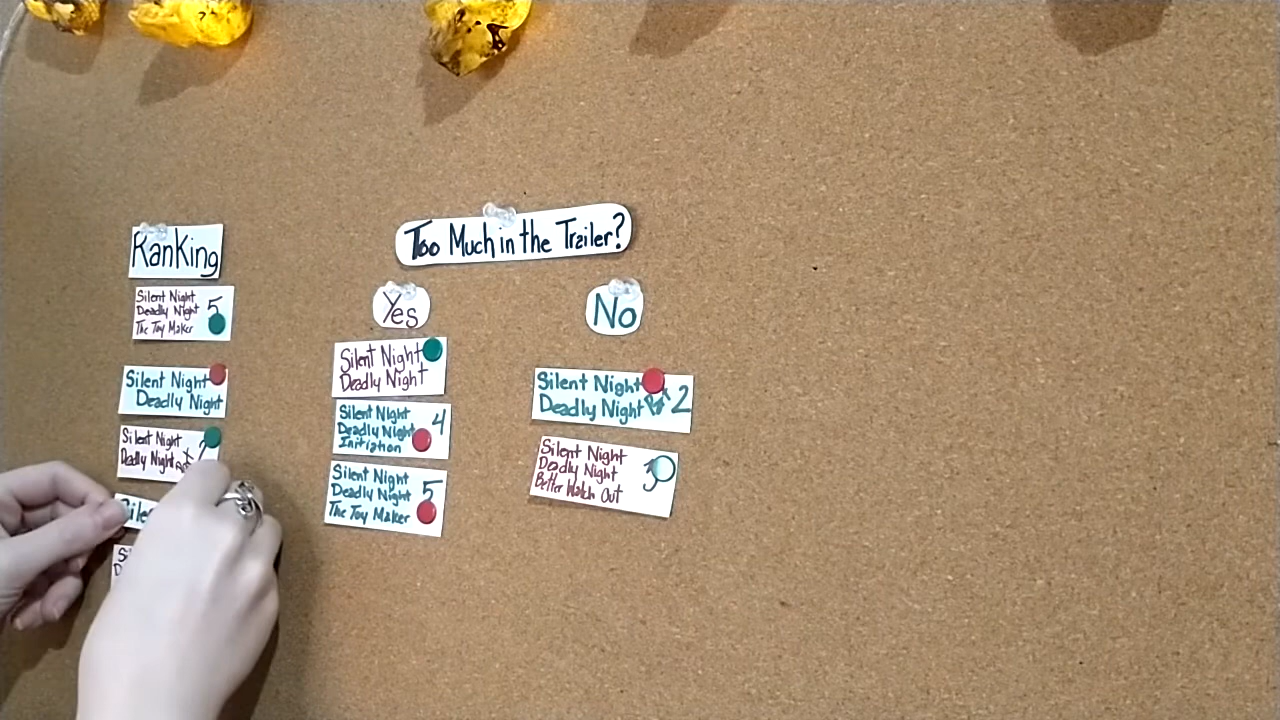 Ranking
Silent Night
Deadly Night 5
The Toy Maker
Silent Night
Deadly Night
Silent Night
Deadly Night 2
Too Much in the Trailer?
Yes
Silent Night
Deadly Night
Silent Night
Deadly Night 4
Initiation
Silent Night
Deadly Night 5
The Toy Maker
No
Silent Night
Deadly Night Pt 2
Silent Night
Deadly Night 3
Better Watch Out